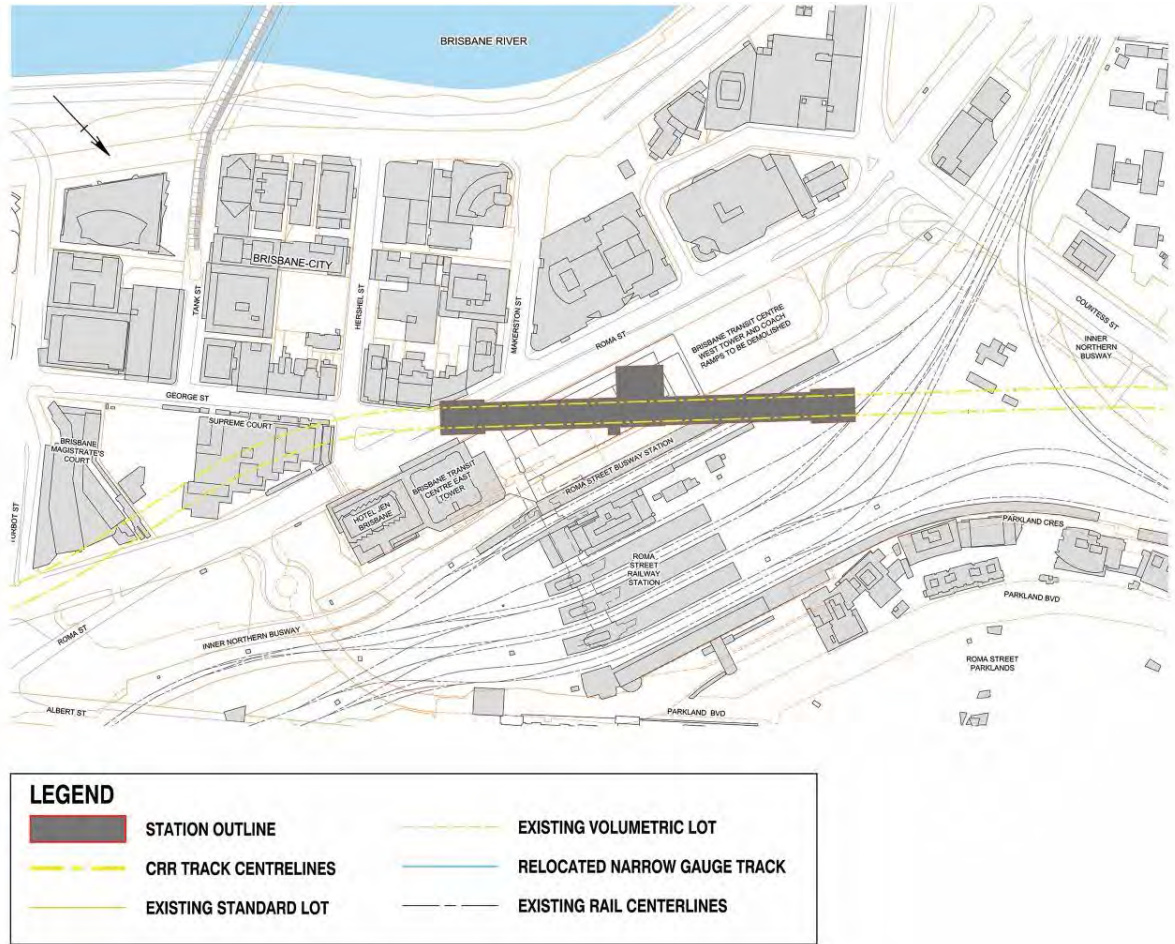 BRISBANE RIVER
BRISBANE-CITY
TANK ST
HERSHEL ST
MAKERSTON ST
ROMA ST
BRISBANE TRANSIT CENTRE
WEST TOWER AND COACH
RAMPS TO BE DEMOLISHED
COUNTESS ST
INNER
NORTHERN
BUSWAY
GEORGE ST
SUPREME COURT
BRISBANE
MAGISTRATE'S
COURT
ROMA STREET BUSWAY STATION
BRISBANE TRANSIT
CENTRE EAST
TOWER
HOTEL JEN
BRISBANE
PARKLAND CRES
ROMA
STREET
RAILWAY
STATION
PARKLAND BVD
ROMA ST
INNER NORTHERN BUSWAY
ROMA STREET
PARKLANDS
ALBERT ST
PARKLAND BVD
LEGEND
STATION OUTLINE
CRR TRACK CENTRELINES
EXISTING STANDARD LOT
EXISTING VOLUMETRIC LOT
RELOCATED NARROW GAUGE TRACK
EXISTING RAIL CENTERLINES